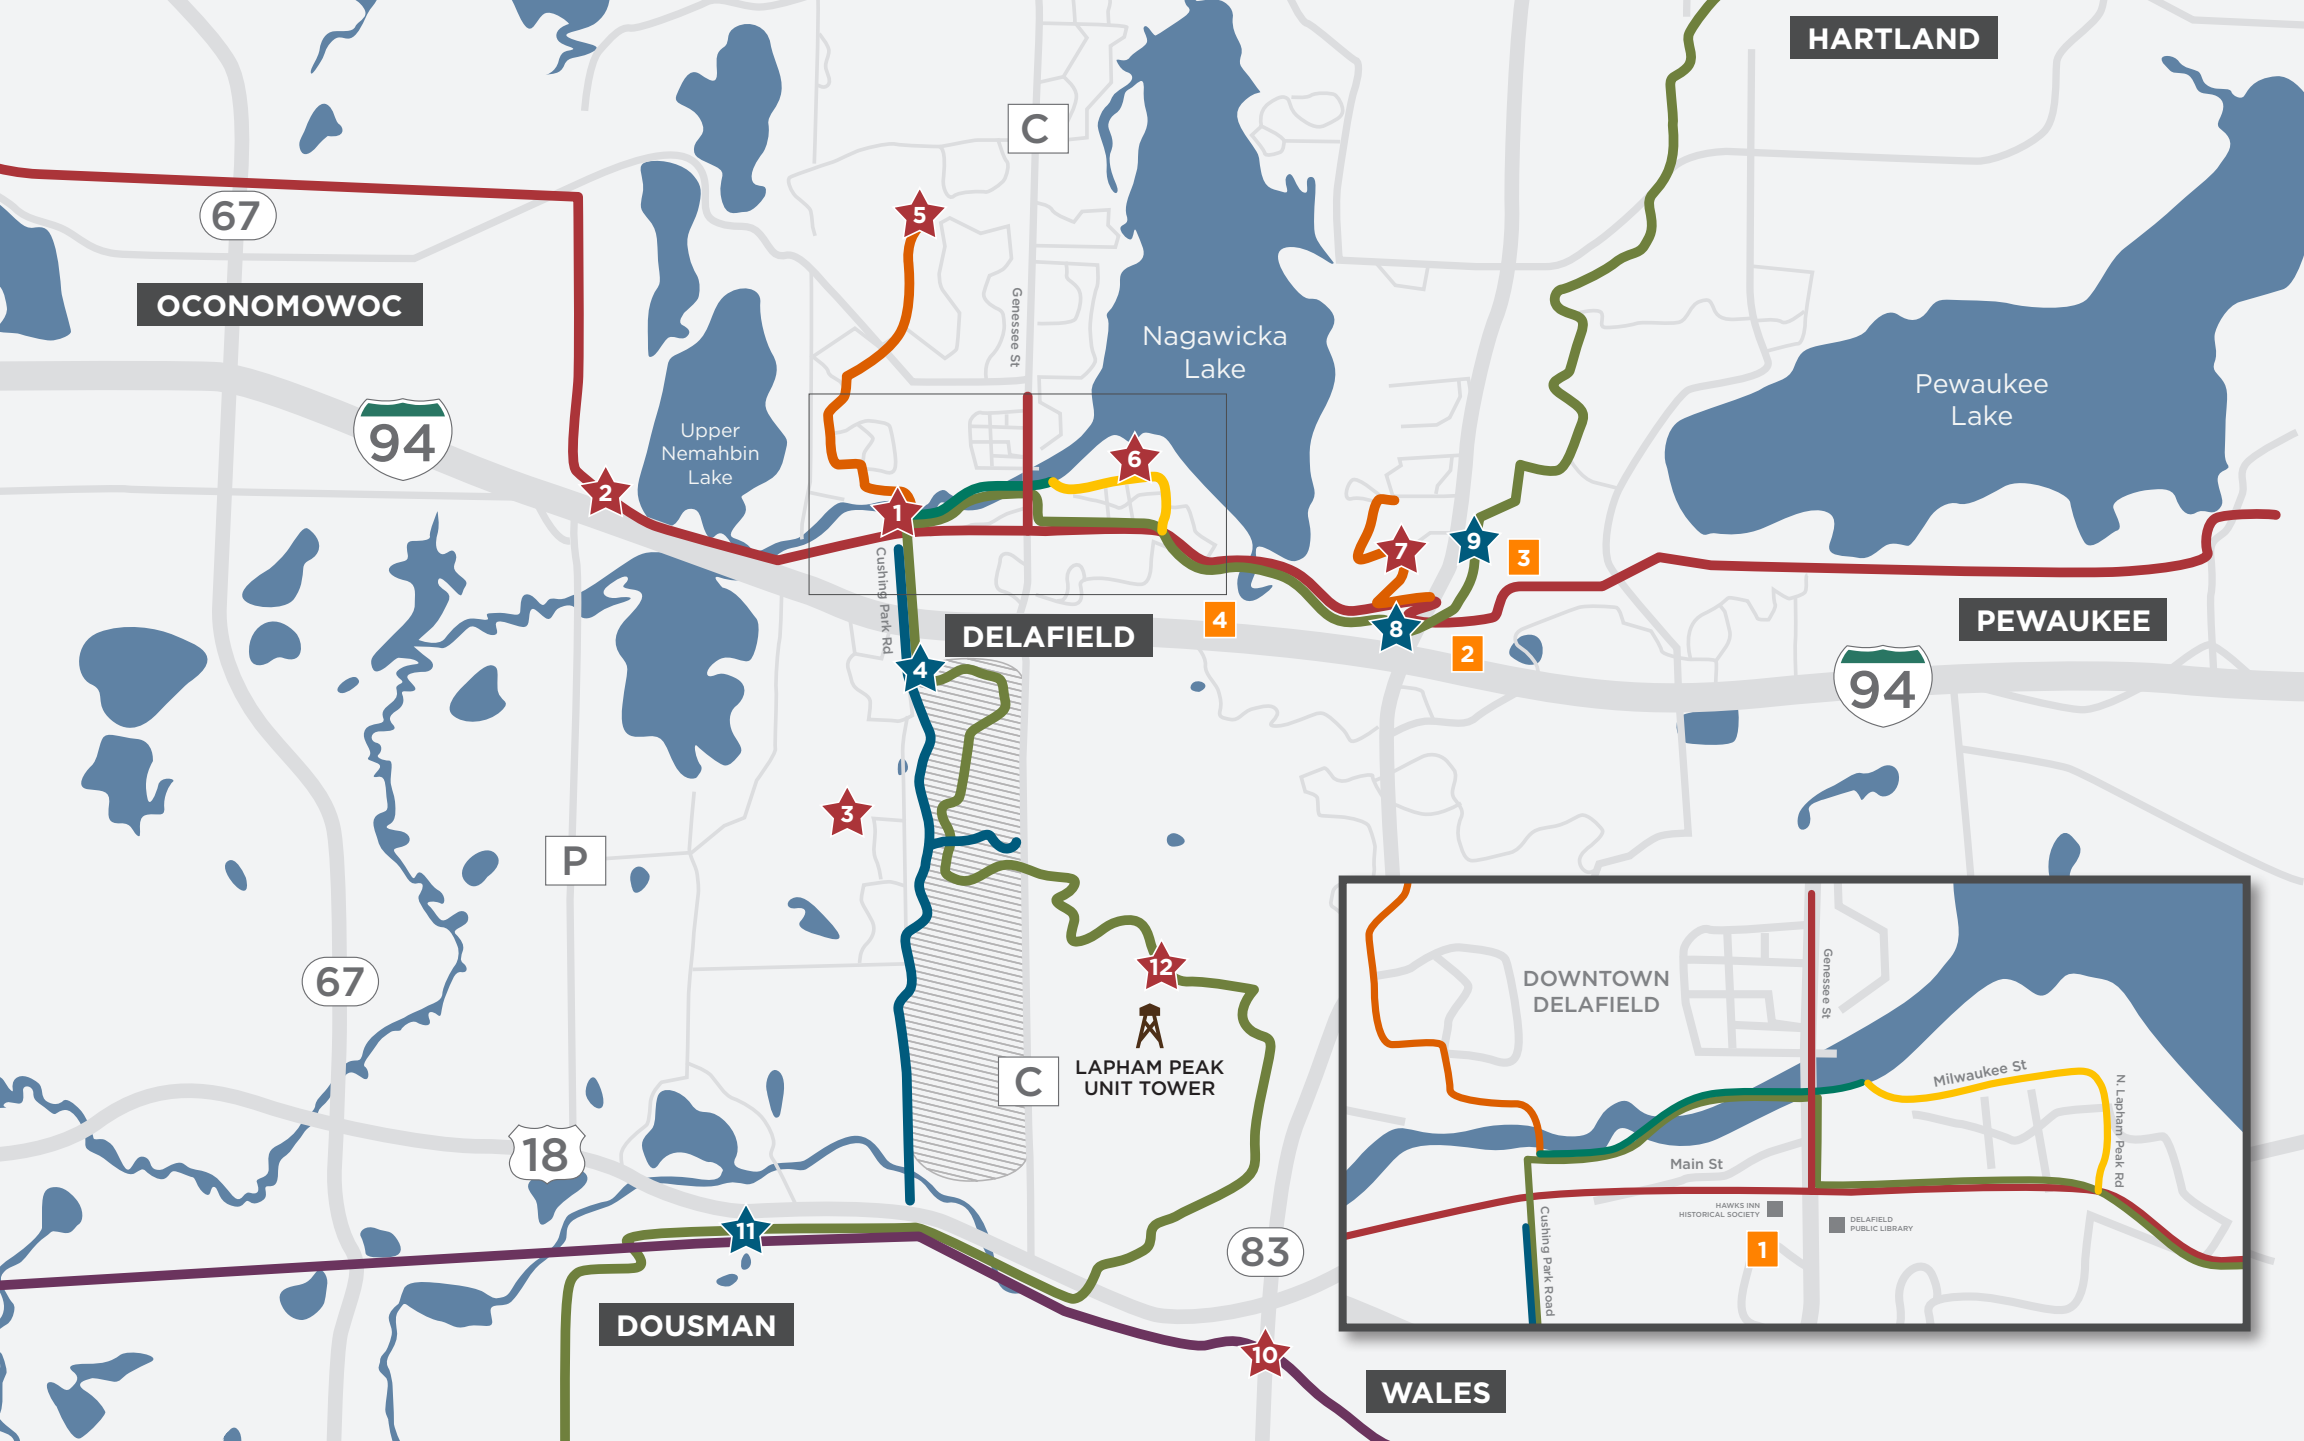 HARTLAND
C
67
5
OCONOMOWOC
Genessee St
Nagawicka
Lake
Pewaukee
Lake
94
Upper
Nemahbin
Lake
6
2
1
7
9
3
Cushing Park Rd
4
8
PEWAUKEE
DELAFIELD
2
4
94
3
P
12
67
LAPHAM PEAK
UNIT TOWER
C
18
11
83
DOUSMAN
10
WALES
DOWNTOWN
DELAFIELD
Genessee St
Milwaukee St
N. Lapham Peak Rd
Main St
HAWKS INN
HISTORICAL SOCIETY
DELAFIELD
PUBLIC LIBRARY
Cushing Park Road
1